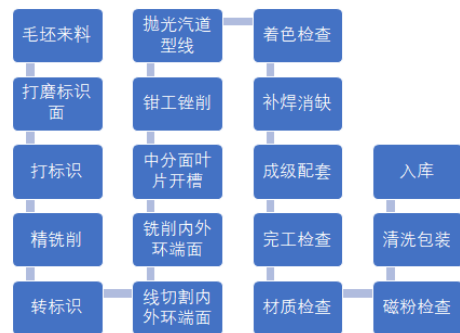 毛坯来料
打磨标识
面
打标识
精铣削
转标识
线切割内
外环端面
铣削内外
环端面
中分面叶
片开槽
钳工锉削
抛光汽道
型线
着色检查
补焊消缺
成级配套
完工检查
材质检查
磁粉检查
清洗包装
入库